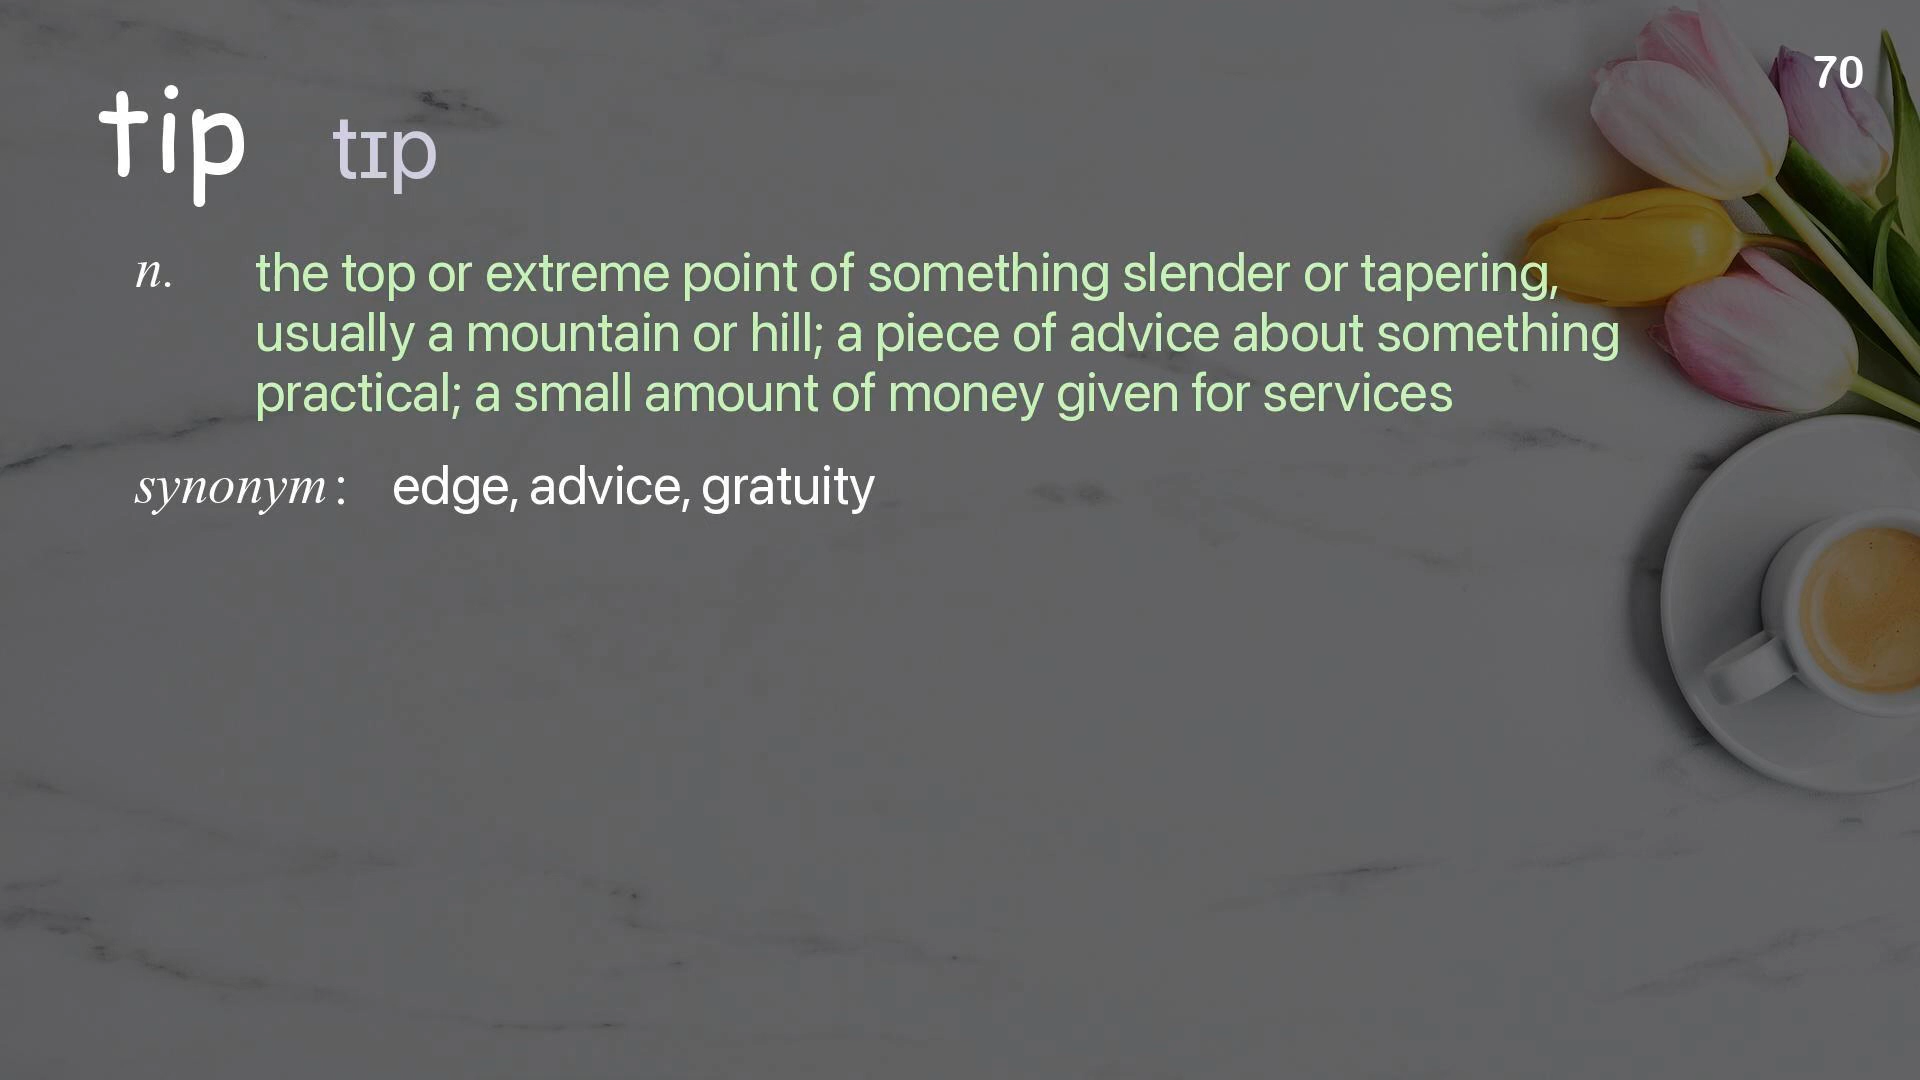 70
tip tɪp
n. the top or extreme point of something slender or tapering,
usually a mountain or hill; a piece of advice about something
practical; a small amount of money given for services
synonym: edge, advice, gratuity